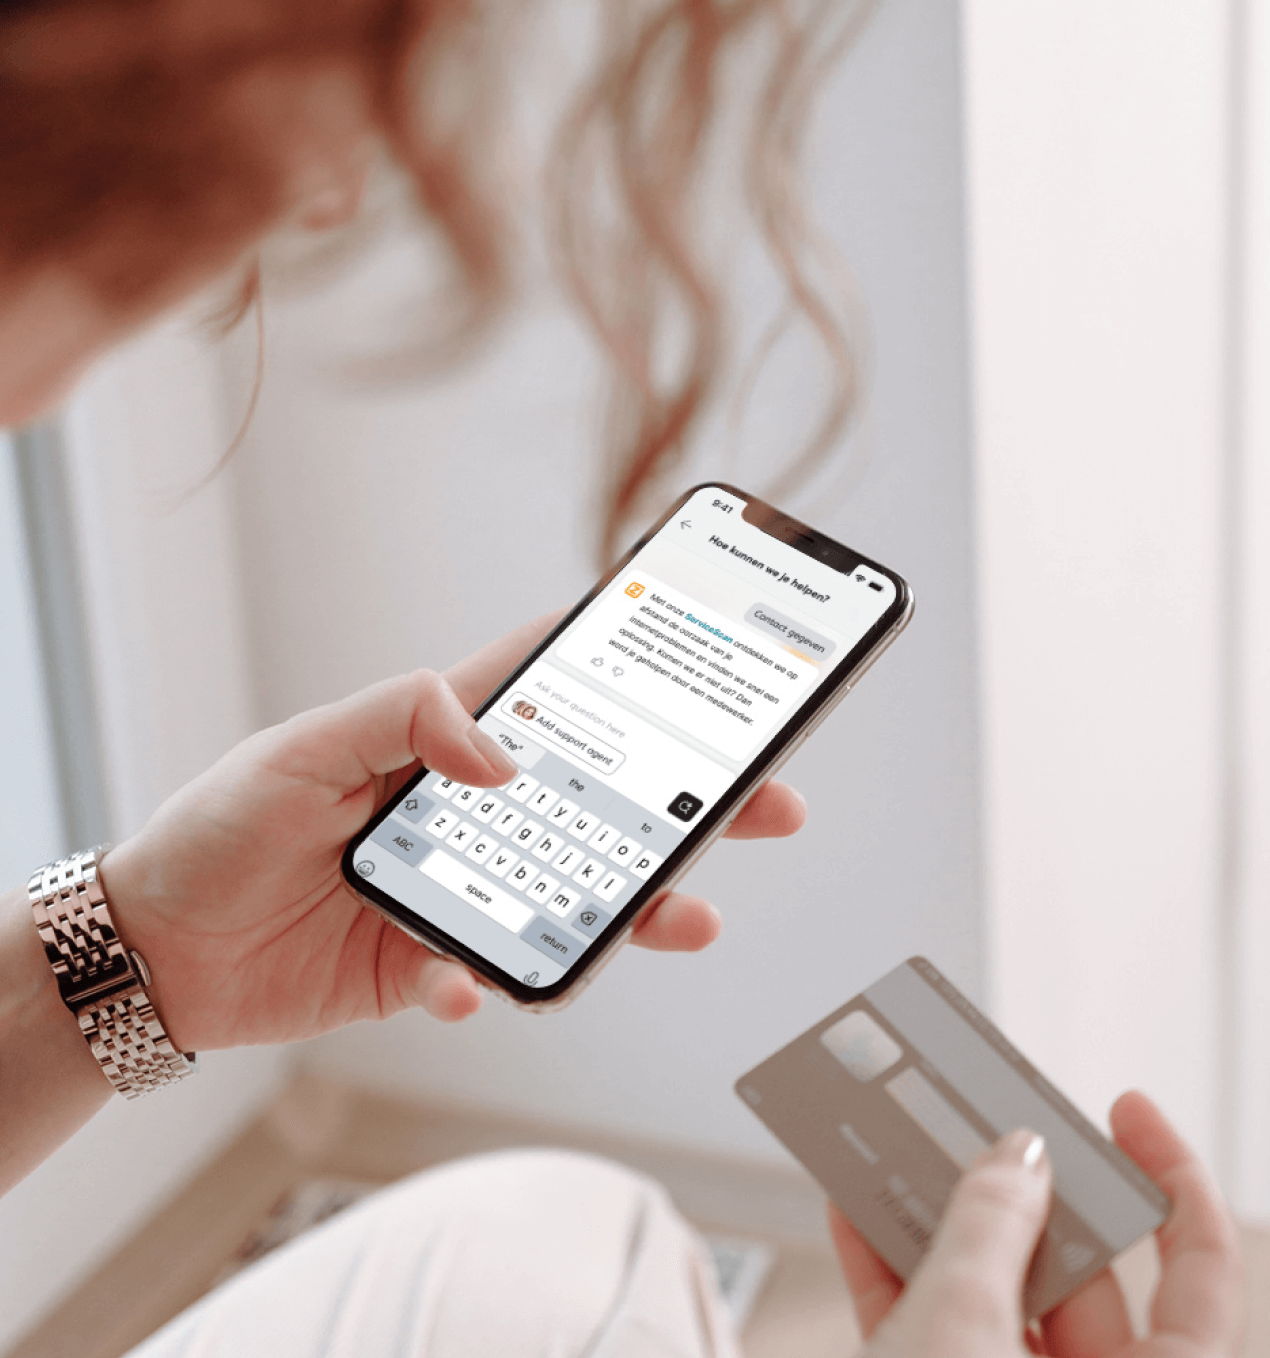 9:41
Hoe kunnen we je helpen?
Contact gegeven
Met onze ServiceScan ontdekken we op
afstand de oorzaak van je
internetproblemen en vinden we snel een
oplossing. Komen we er niet uit? Dan
word je geholpen door een medewerker.
Ask your question here
Add support agent
"The" the to
r t y u i o p
a s d f g h j k l
z x c v b n m
ABC space return